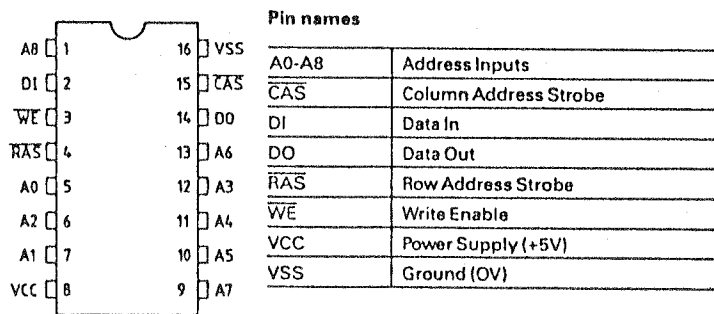 Pin names
A8 1 16 VSS
DI 2 15 CAS
WE 3 14 DO
RAS 4 13 A6
A0 5 12 A3
A2 6 11 A4
A1 7 10 A5
VCC 8 9 A7
A0-A8 Address Inputs
CAS Column Address Strobe
DI Data In
DO Data Out
RAS Row Address Strobe
WE Write Enable
VCC Power Supply (+5V)
VSS Ground (0V)